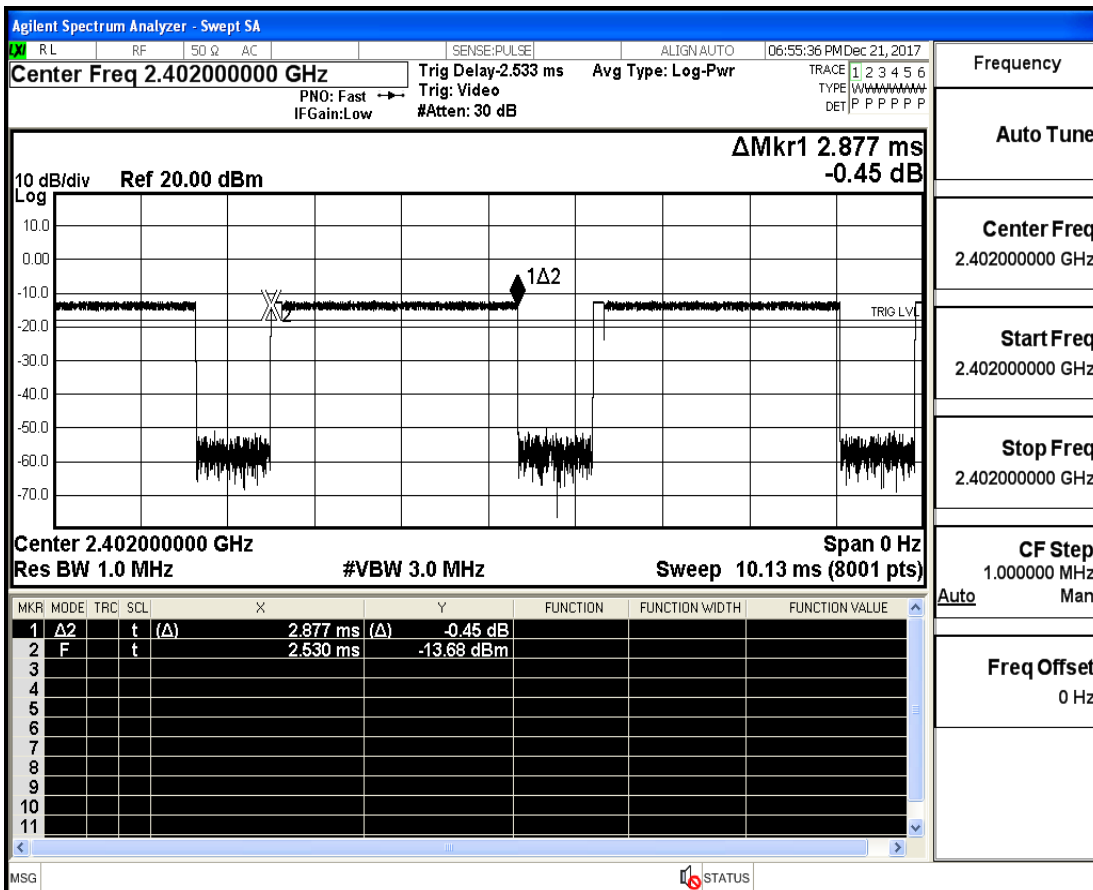 Agilent Spectrum Analyzer - Swept SA
LXI RL RF 50 Ω AC SENSE:PULSE ALIGN AUTO 06:55:36 PM Dec 21, 2017
Center Freq 2.402000000 GHz
PNO: Fast
IFGain:Low
Trig Delay-2.533 ms
Trig: Video
#Atten: 30 dB
Avg Type: Log-Pwr
TRACE 1 2 3 4 5 6
TYPE WWWWWW
DET P P P P P P
ΔMkr1 2.877 ms
-0.45 dB
10 dB/div Ref 20.00 dBm
Log
10.0
0.00
-10.0
-20.0
-30.0
-40.0
-50.0
-60.0
-70.0
1Δ2
2
TRIG LVL
Center 2.402000000 GHz Span 0 Hz
Res BW 1.0 MHz #VBW 3.0 MHz Sweep 10.13 ms (8001 pts)
MKR MODE TRC SCL X Y FUNCTION FUNCTION WIDTH FUNCTION VALUE
1 Δ2 t (Δ) 2.877 ms (Δ) -0.45 dB
2 F t 2.530 ms -13.68 dBm
3
4
5
6
7
8
9
10
11
MSG STATUS
Frequency
Auto Tune
Center Freq
2.402000000 GHz
Start Freq
2.402000000 GHz
Stop Freq
2.402000000 GHz
CF Step
1.000000 MHz
Auto Man
Freq Offset
0 Hz